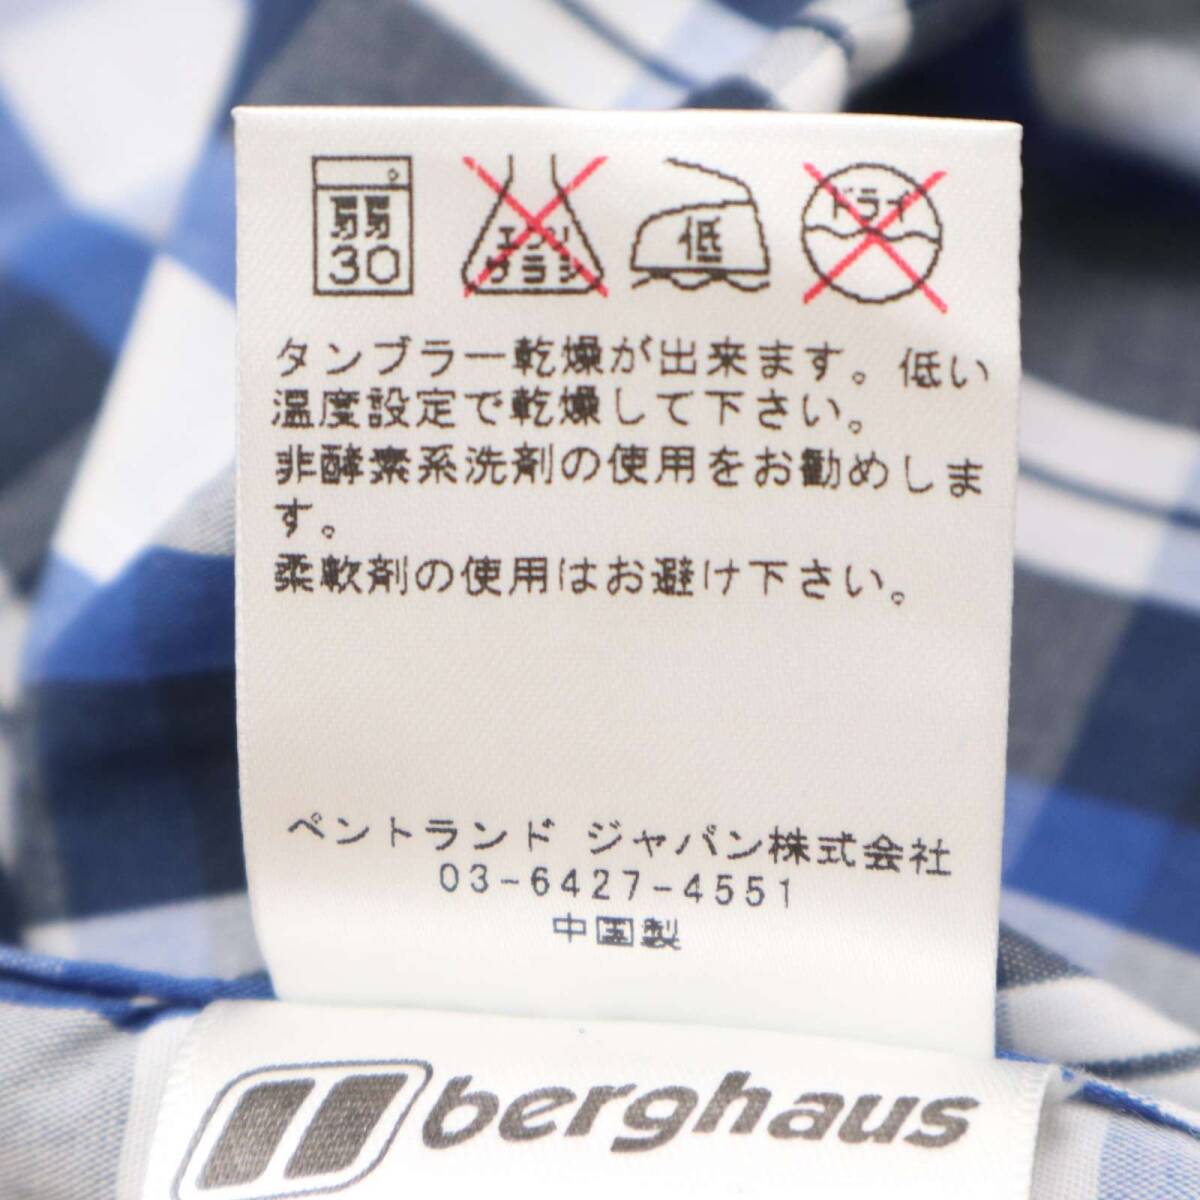 弱
30
エンソ
サラシ
低
ドライ
タンブラー乾燥が出来ます。低い
温度設定で乾燥して下さい。
非酵素系洗剤の使用をお勧めしま
す。
柔軟剤の使用はお避け下さい。
ペントランド ジャパン株式会社
03-6427-4551
中国製
berghaus